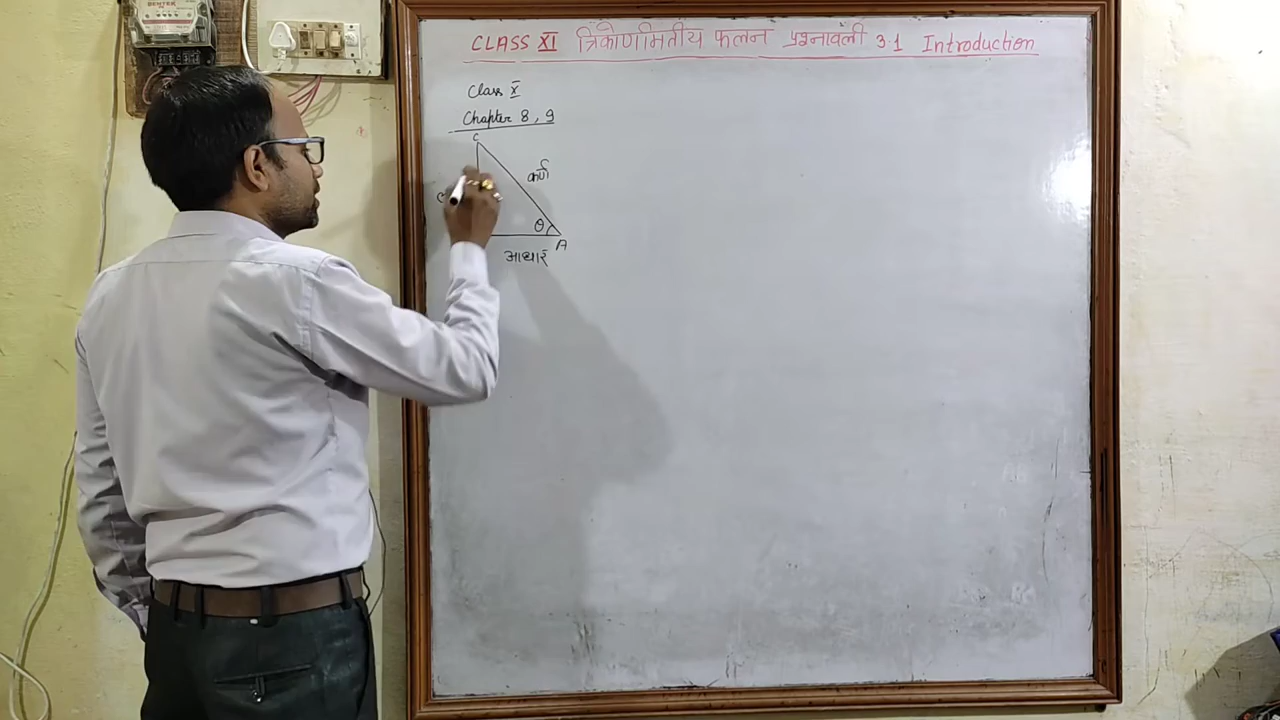 CLASS XI त्रिकोणमितीय फलन प्रश्नावली 3.1 Introduction
Class X
Chapter 8, 9
C
कर्ण
θ
A
आधार